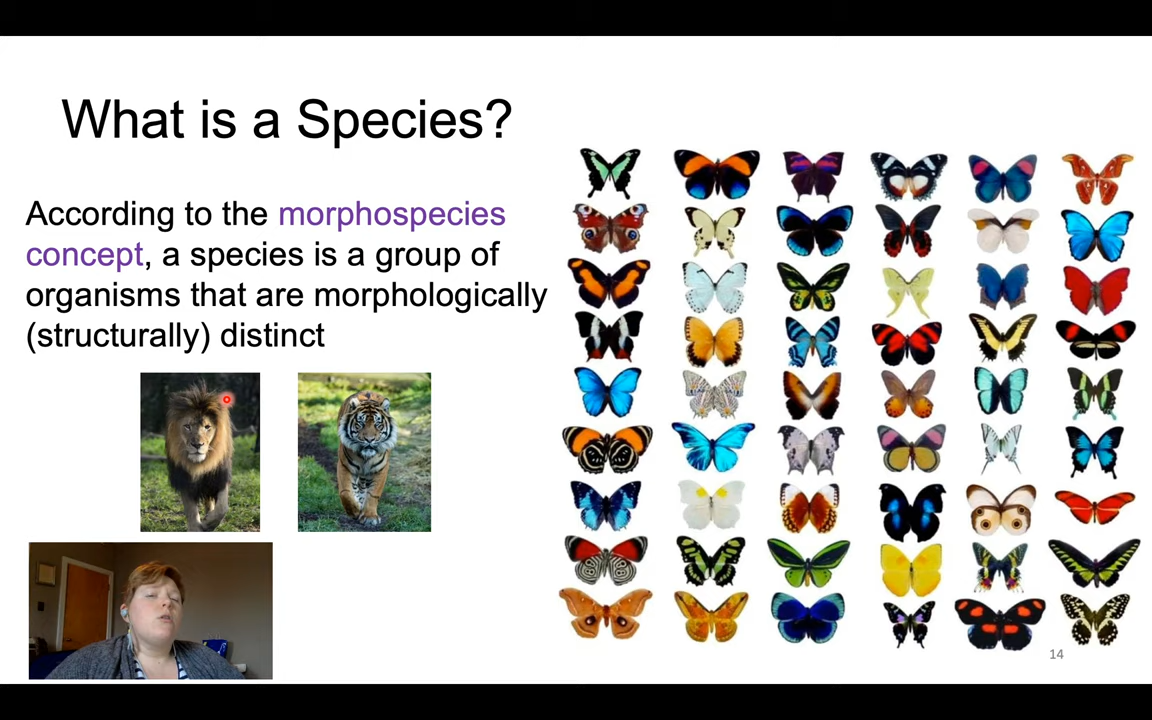 What is a Species?
According to the morphospecies
concept, a species is a group of
organisms that are morphologically
(structurally) distinct
14